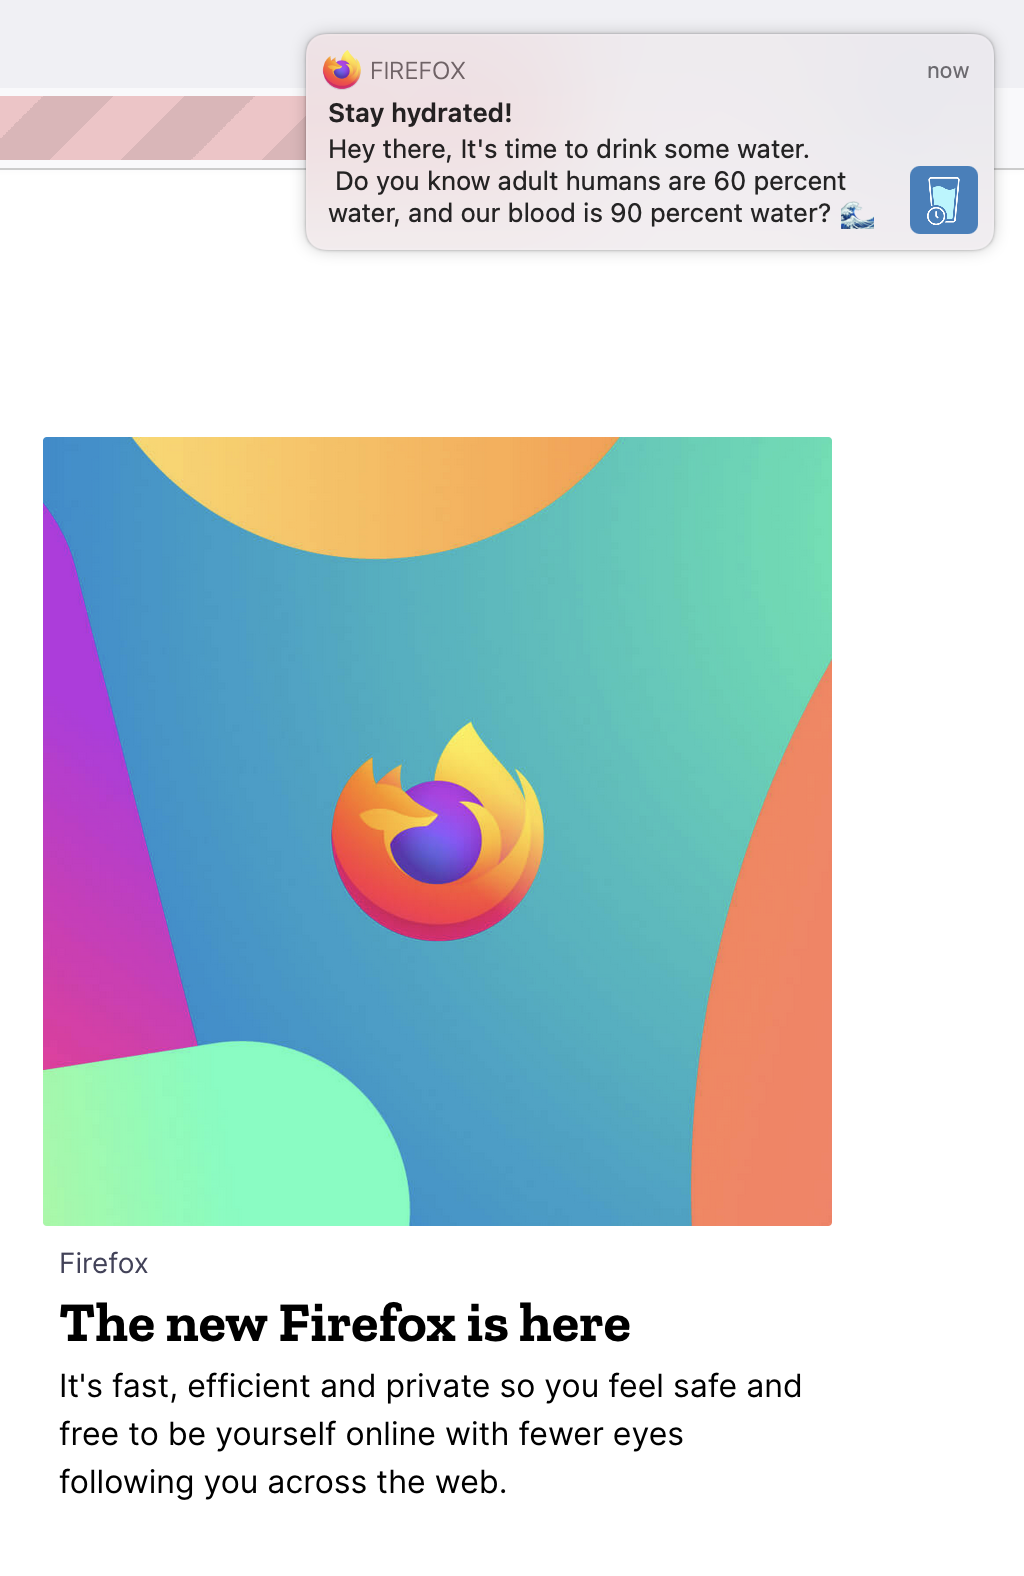 FIREFOX
now
Stay hydrated!
Hey there, It's time to drink some water.
Do you know adult humans are 60 percent
water, and our blood is 90 percent water? 🌊
Firefox
The new Firefox is here
It's fast, efficient and private so you feel safe and
free to be yourself online with fewer eyes
following you across the web.